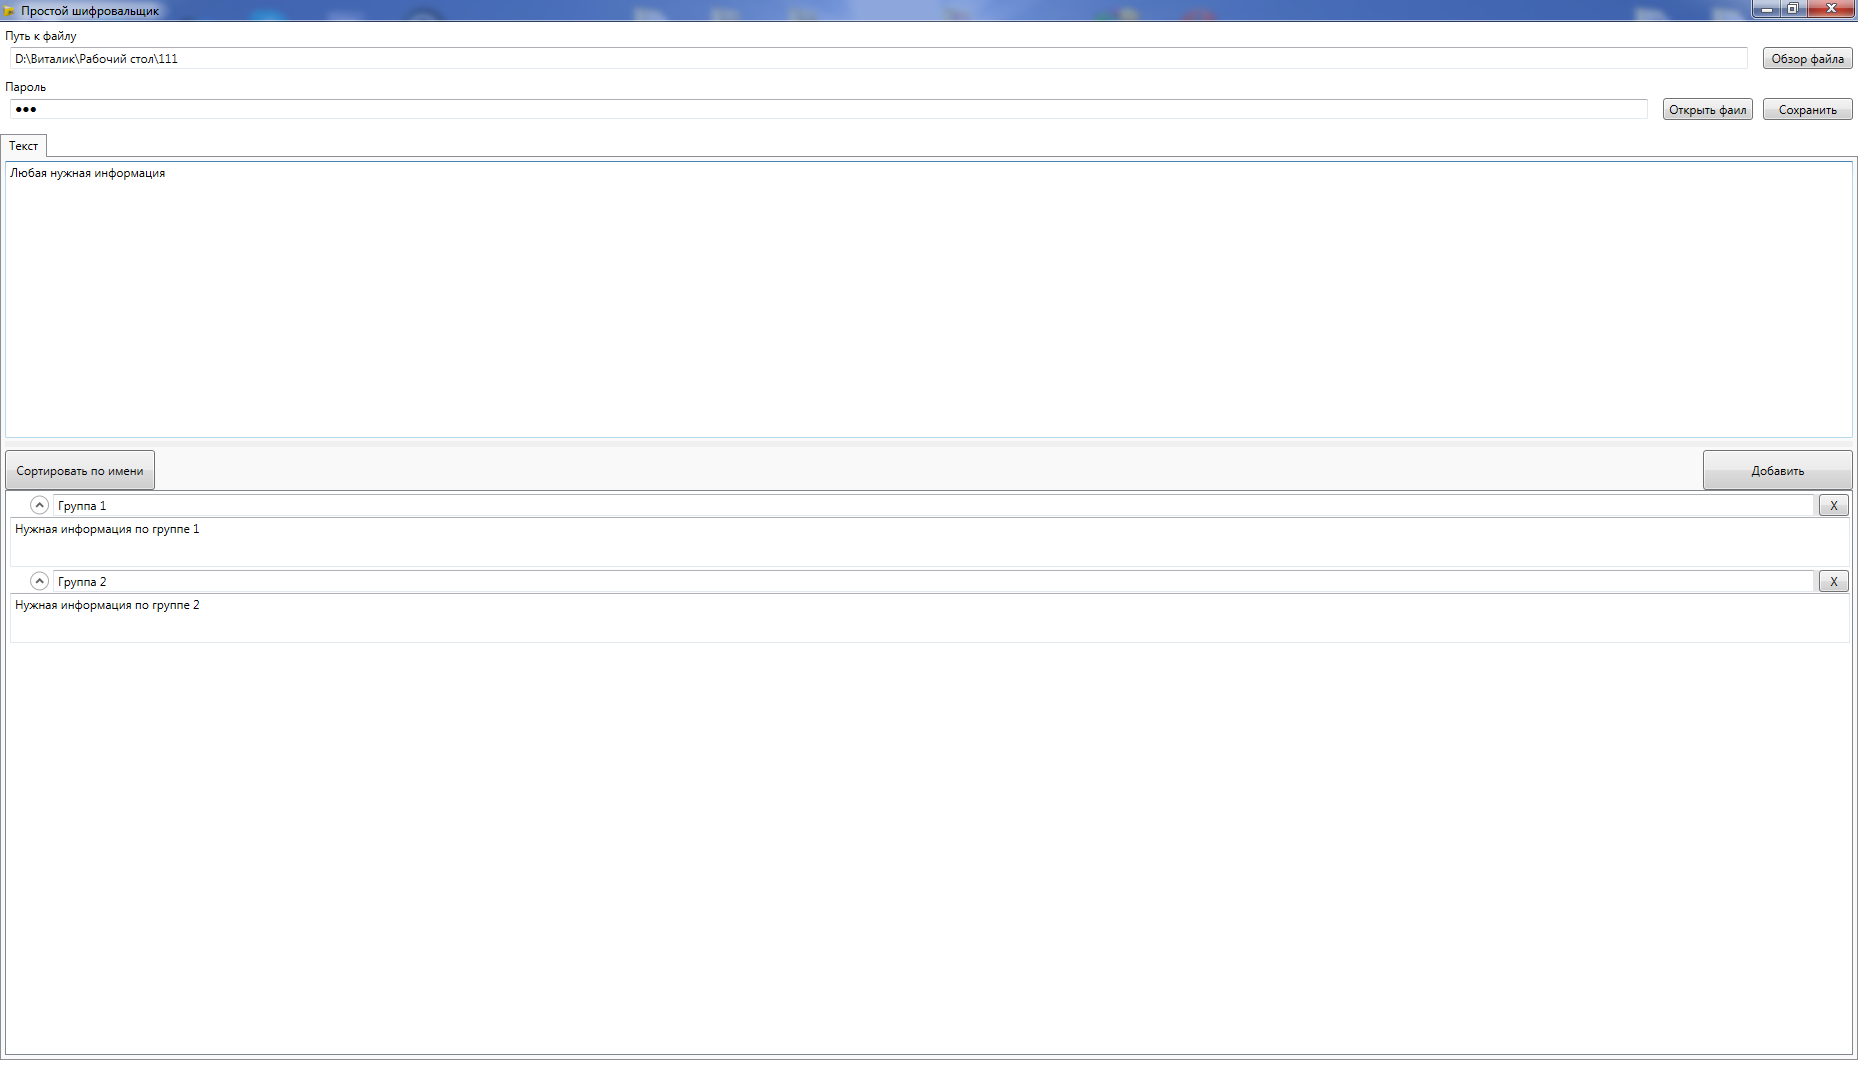 Простой шифровальщик
Путь к файлу
D:\Виталик\Рабочий стол\111
Обзор файла
Пароль
●●●
Открыть фаил
Сохранить
Текст
Любая нужная информация
Сортировать по имени
Добавить
Группа 1
X
Нужная информация по группе 1
Группа 2
X
Нужная информация по группе 2